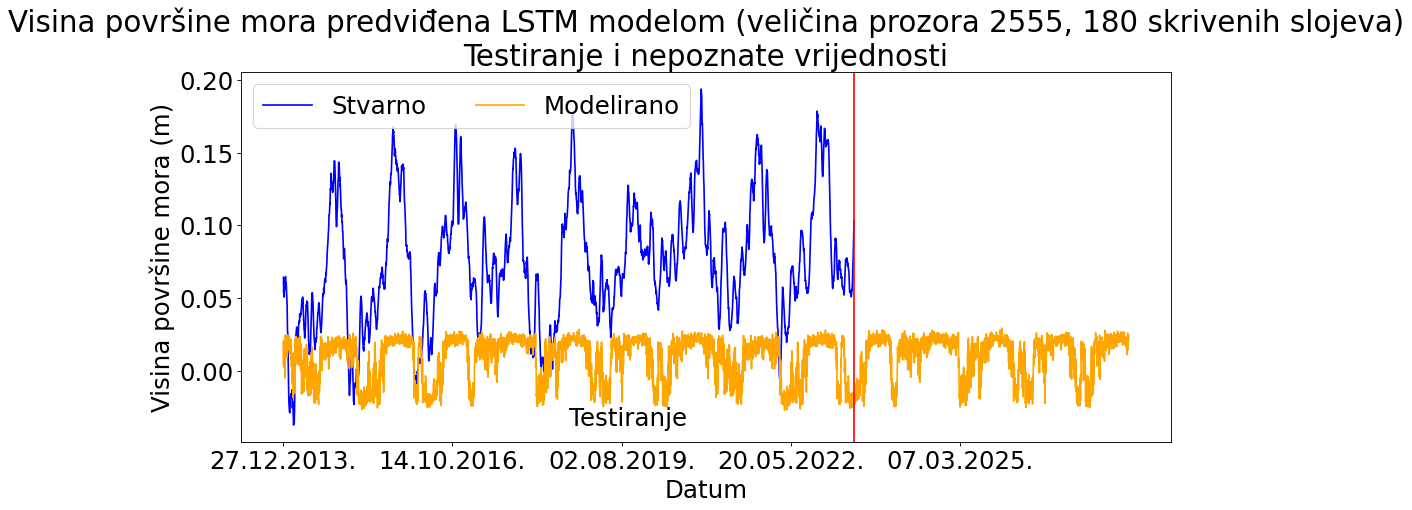 Visina površine mora predviđena LSTM modelom (veličina prozora 2555, 180 skrivenih slojeva)
Testiranje i nepoznate vrijednosti
Stvarno Modelirano
0.20
0.15
0.10
0.05
0.00
Visina površine mora (m)
Testiranje
27.12.2013. 14.10.2016. 02.08.2019. 20.05.2022. 07.03.2025.
Datum